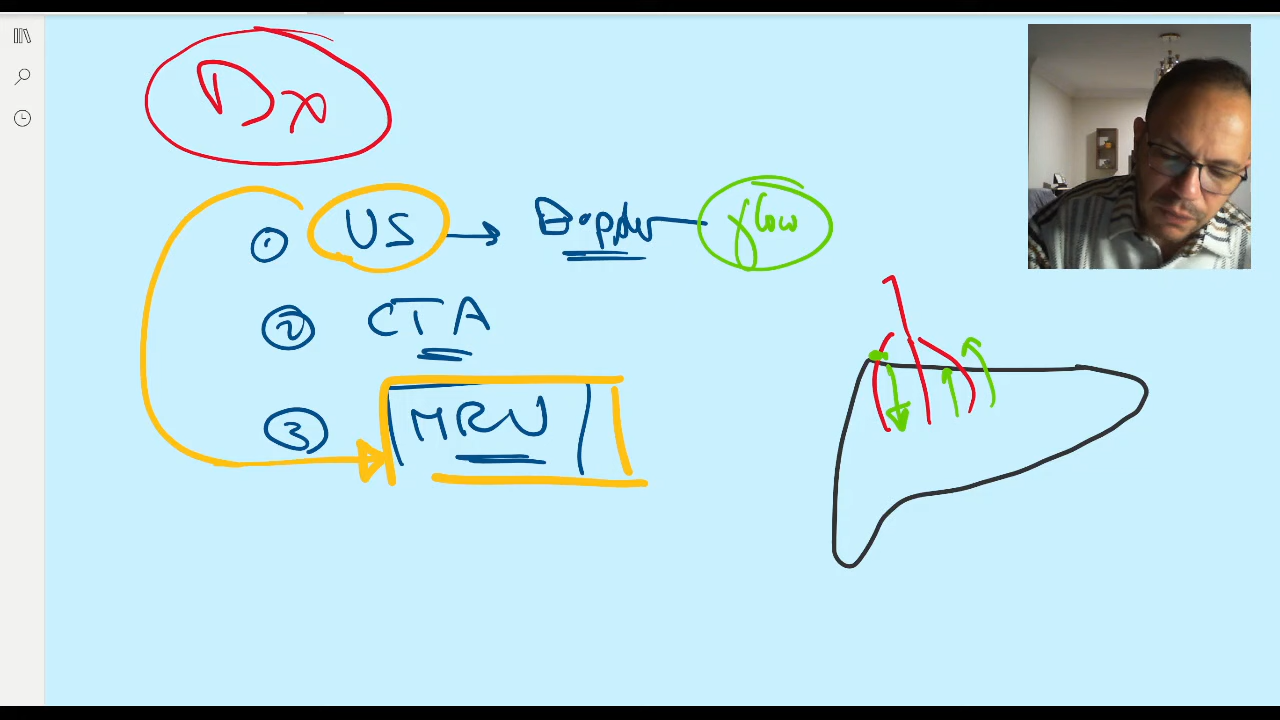 Dx
① US → Doppler flow
② CTA
③ MRV